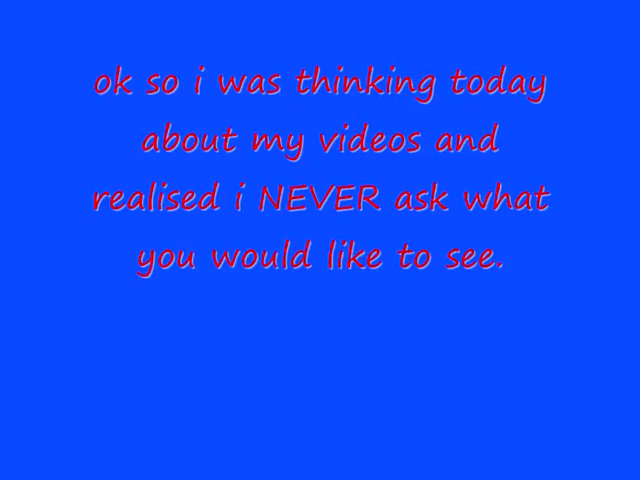 ok so i was thinking today
about my videos and
realised i NEVER ask what
you would like to see.